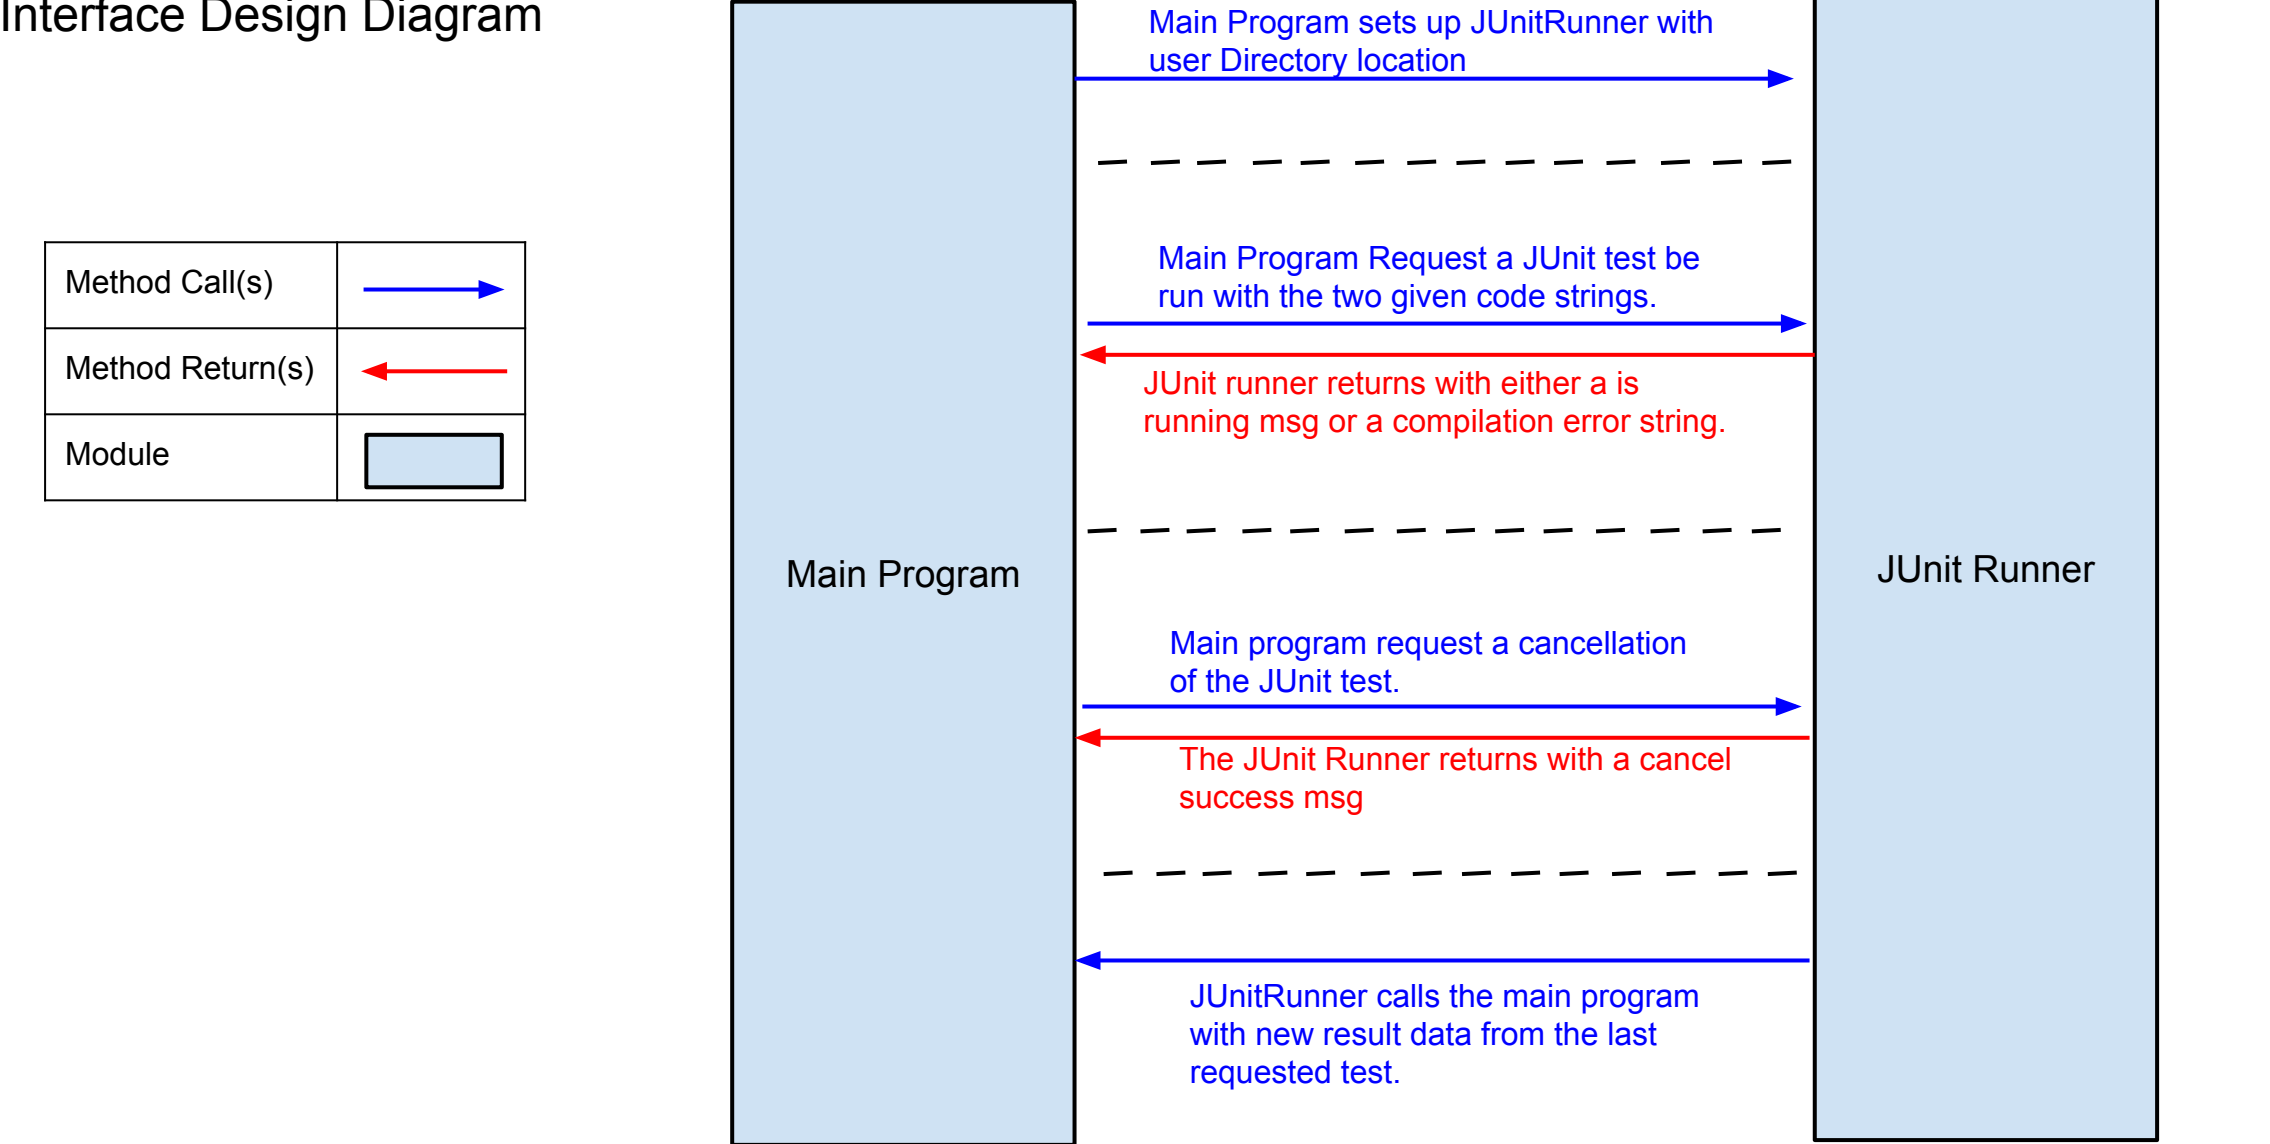 Interface Design Diagram
Method Call(s)
Method Return(s)
Module
Main Program
Main Program sets up JUnitRunner with
user Directory location
Main Program Request a JUnit test be
run with the two given code strings.
JUnit runner returns with either a is
running msg or a compilation error string.
Main program request a cancellation
of the JUnit test.
The JUnit Runner returns with a cancel
success msg
JUnitRunner calls the main program
with new result data from the last
requested test.
JUnit Runner